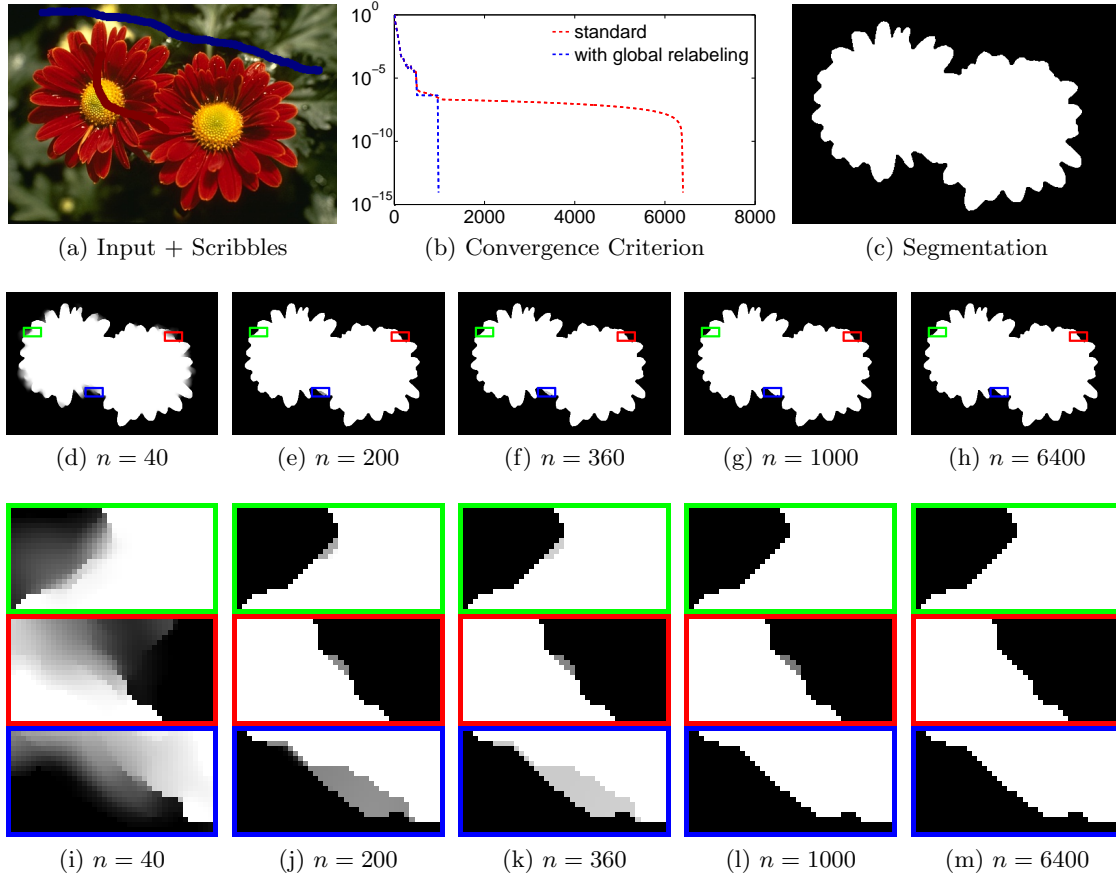 10^0
10^-5
10^-10
10^-15
0 2000 4000 6000 8000
standard
with global relabeling
(a) Input + Scribbles
(b) Convergence Criterion
(c) Segmentation
(d) n = 40
(e) n = 200
(f) n = 360
(g) n = 1000
(h) n = 6400
(i) n = 40
(j) n = 200
(k) n = 360
(l) n = 1000
(m) n = 6400